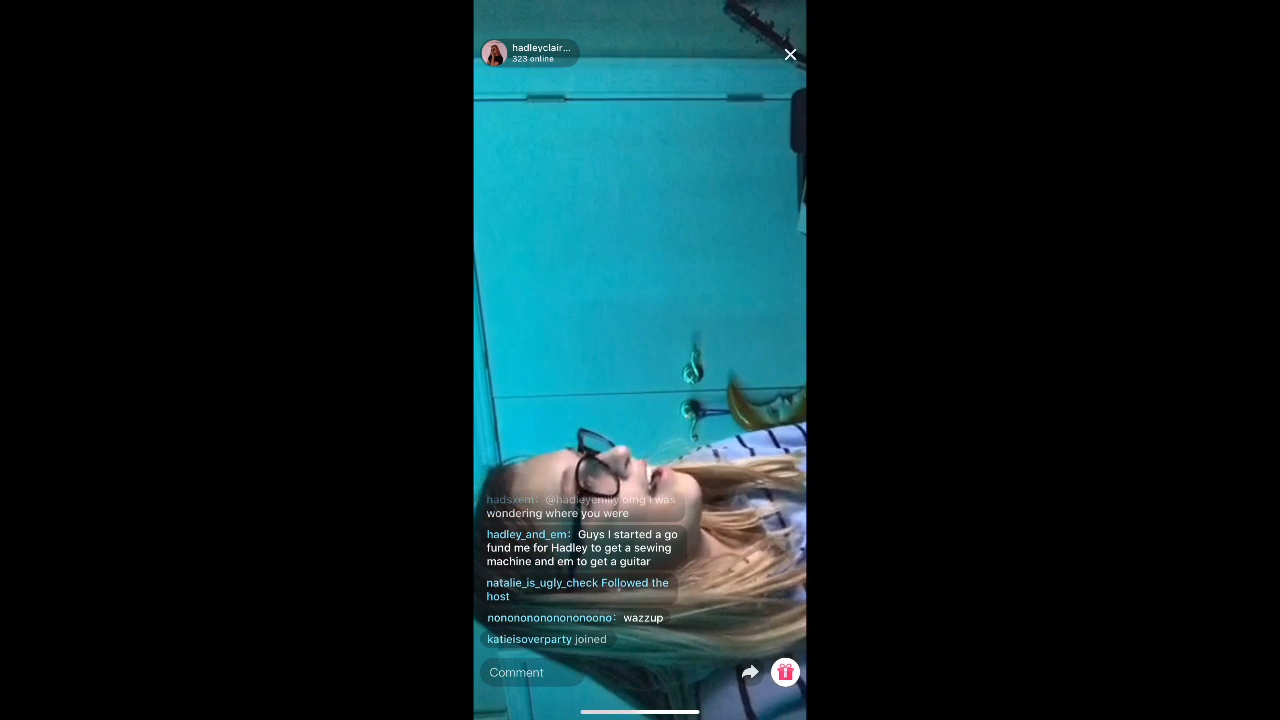 hadleyclair...
323 online
hadsxem: @hadleyemily omg I was
wondering where you were
hadley_and_em: Guys I started a go
fund me for Hadley to get a sewing
machine and em to get a guitar
natalie_is_ugly_check Followed the
host
nonononononononoono: wazzup
katieisoverparty joined
Comment